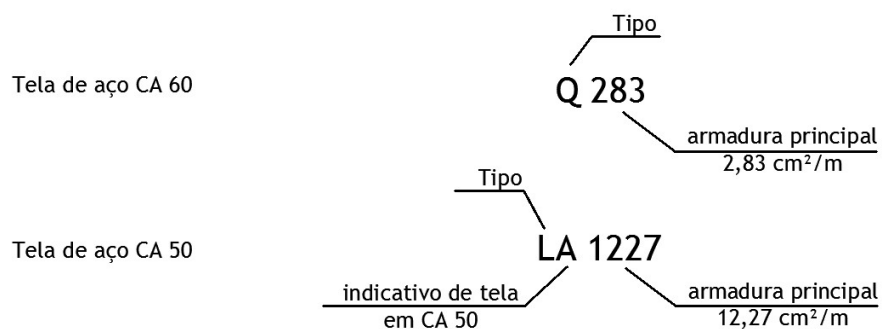 Tipo
Tela de aço CA 60
Q 283
armadura principal
2,83 cm²/m
Tipo
Tela de aço CA 50
LA 1227
indicativo de tela
em CA 50
armadura principal
12,27 cm²/m